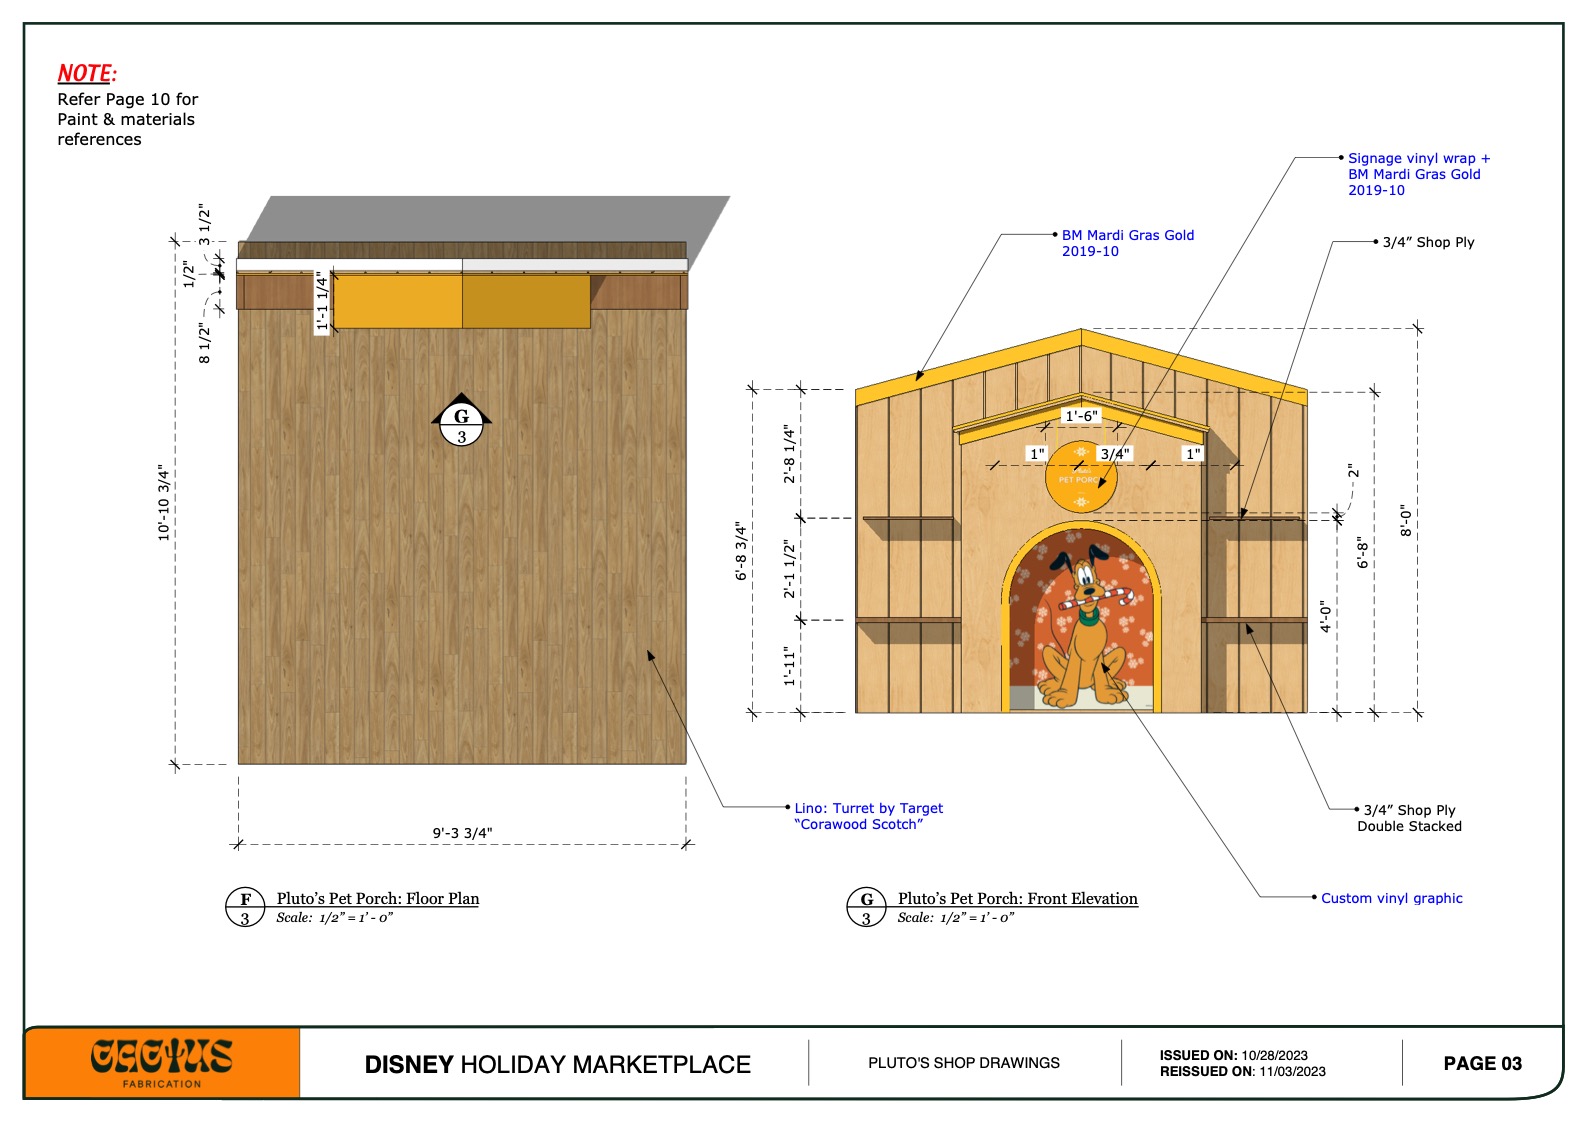 NOTE:
Refer Page 10 for
Paint & materials
references
3 1/2"
1/2"
8 1/2"
1'-1 1/4"
10'-10 3/4"
G
3
9'-3 3/4"
Lino: Turret by Target
“Corawood Scotch”
F
3
Pluto’s Pet Porch: Floor Plan
Scale: 1/2” = 1’ - 0”
Signage vinyl wrap +
BM Mardi Gras Gold
2019-10
BM Mardi Gras Gold
2019-10
3/4” Shop Ply
1'-6"
1"
3/4"
1"
PET PORC
2'-8 1/4"
2'-1 1/2"
1'-11"
6'-8 3/4"
2"
4'-0"
6'-8"
8'-0"
3/4” Shop Ply
Double Stacked
Custom vinyl graphic
G
3
Pluto’s Pet Porch: Front Elevation
Scale: 1/2” = 1’ - 0”
CACTUS
FABRICATION
DISNEY HOLIDAY MARKETPLACE
PLUTO'S SHOP DRAWINGS
ISSUED ON: 10/28/2023
REISSUED ON: 11/03/2023
PAGE 03